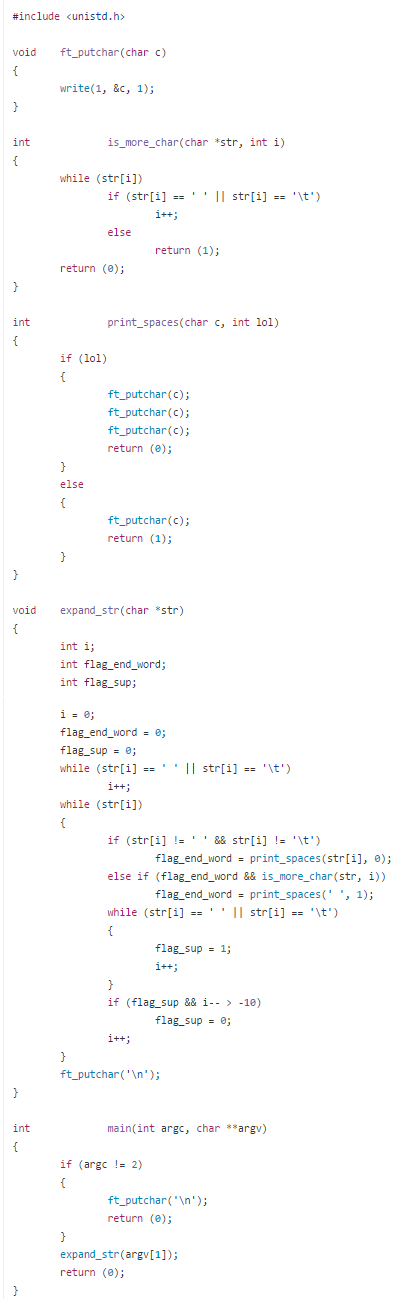 #include <unistd.h>

void    ft_putchar(char c)
{
        write(1, &c, 1);
}

int             is_more_char(char *str, int i)
{
        while (str[i])
                if (str[i] == ' ' || str[i] == '\t')
                        i++;
                else
                        return (1);
        return (0);
}

int             print_spaces(char c, int lol)
{
        if (lol)
        {
                ft_putchar(c);
                ft_putchar(c);
                ft_putchar(c);
                return (0);
        }
        else
        {
                ft_putchar(c);
                return (1);
        }
}

void    expand_str(char *str)
{
        int i;
        int flag_end_word;
        int flag_sup;

        i = 0;
        flag_end_word = 0;
        flag_sup = 0;
        while (str[i] == ' ' || str[i] == '\t')
                i++;
        while (str[i])
        {
                if (str[i] != ' ' && str[i] != '\t')
                        flag_end_word = print_spaces(str[i], 0);
                else if (flag_end_word && is_more_char(str, i))
                        flag_end_word = print_spaces(' ', 1);
                while (str[i] == ' ' || str[i] == '\t')
                {
                        flag_sup = 1;
                        i++;
                }
                if (flag_sup && i-- > -10)
                        flag_sup = 0;
                i++;
        }
        ft_putchar('\n');
}

int             main(int argc, char **argv)
{
        if (argc != 2)
        {
                ft_putchar('\n');
                return (0);
        }
        expand_str(argv[1]);
        return (0);
}